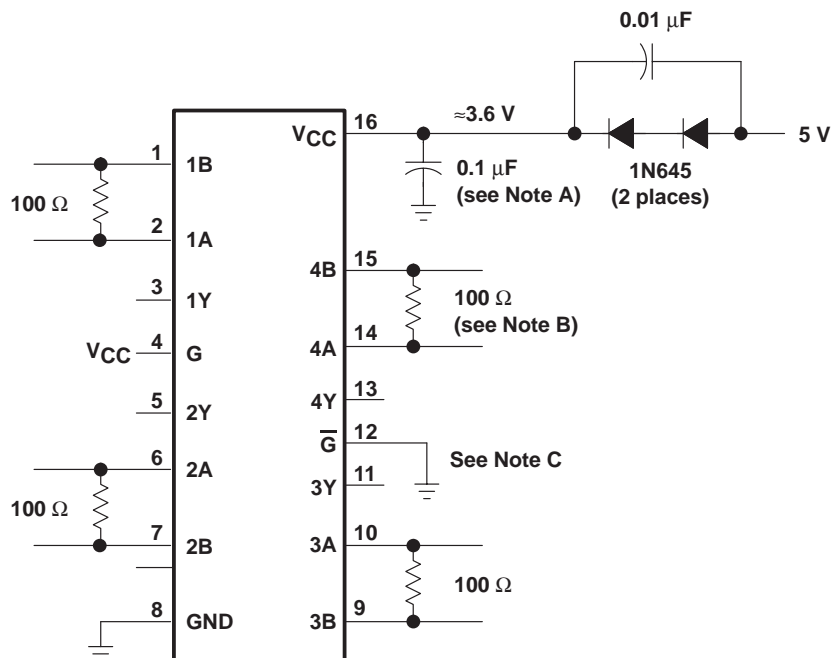 0.01 μF
16
VCC
≈3.6 V
5 V
1
1B
0.1 μF
(see Note A)
1N645
(2 places)
100 Ω
2
1A
15
4B
3
1Y
100 Ω
(see Note B)
VCC
4
G
14
4A
5
2Y
13
4Y
12
G̅
6
2A
See Note C
11
3Y
100 Ω
7
2B
10
3A
100 Ω
8
GND
9
3B